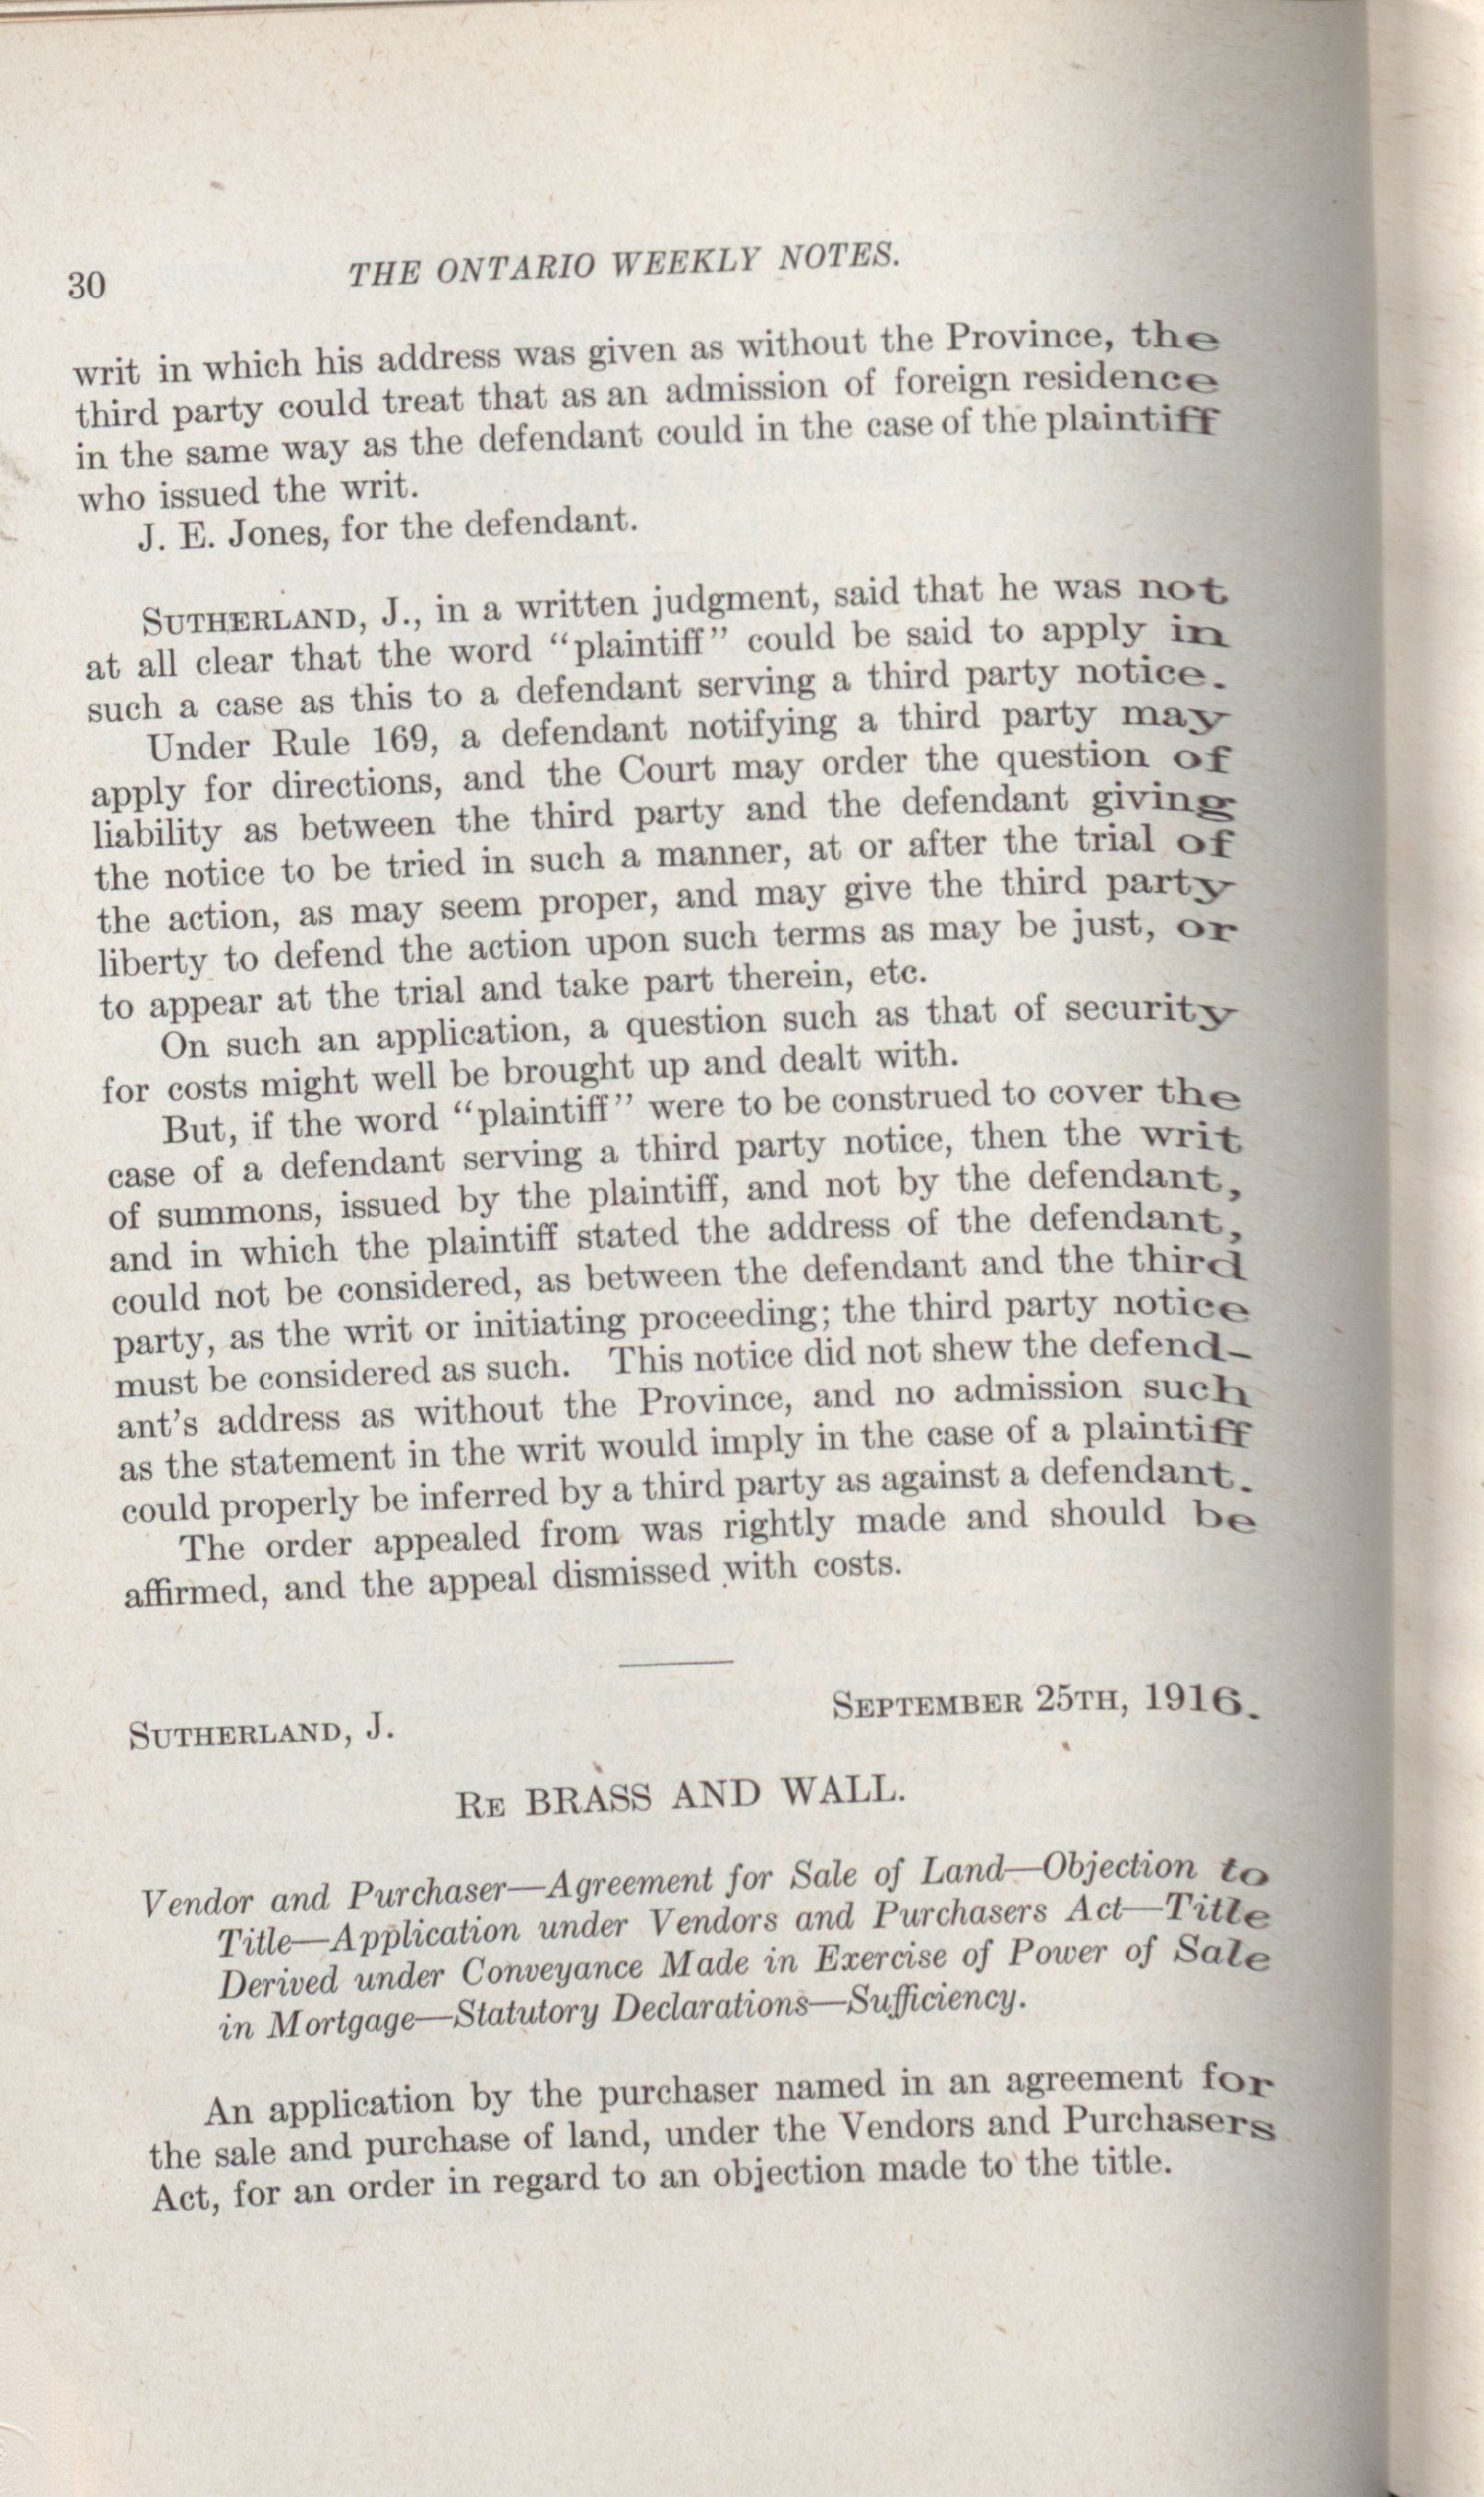 30
THE ONTARIO WEEKLY NOTES.
writ in which his address was given as without the Province, the
third party could treat that as an admission of foreign residence
in the same way as the defendant could in the case of the plaintiff
who issued the writ.
J. E. Jones, for the defendant.
SUTHERLAND, J., in a written judgment, said that he was not
at all clear that the word “plaintiff” could be said to apply in
such a case as this to a defendant serving a third party notice.
Under Rule 169, a defendant notifying a third party may
apply for directions, and the Court may order the question of
liability as between the third party and the defendant giving
the notice to be tried in such a manner, at or after the trial of
the action, as may seem proper, and may give the third party
liberty to defend the action upon such terms as may be just, or
to appear at the trial and take part therein, etc.
On such an application, a question such as that of security
for costs might well be brought up and dealt with.
But, if the word “plaintiff” were to be construed to cover the
case of a defendant serving a third party notice, then the writ
of summons, issued by the plaintiff, and not by the defendant,
and in which the plaintiff stated the address of the defendant,
could not be considered, as between the defendant and the third
party, as the writ or initiating proceeding; the third party notice
must be considered as such. This notice did not shew the defend-
ant's address as without the Province, and no admission such
as the statement in the writ would imply in the case of a plaintiff
could properly be inferred by a third party as against a defendant.
The order appealed from was rightly made and should be
affirmed, and the appeal dismissed with costs.
SUTHERLAND, J.
SEPTEMBER 25TH, 1916.
RE BRASS AND WALL.
Vendor and Purchaser—Agreement for Sale of Land—Objection to
Title—Application under Vendors and Purchasers Act—Title
Derived under Conveyance Made in Exercise of Power of Sale
in Mortgage—Statutory Declarations—Sufficiency.
An application by the purchaser named in an agreement for
the sale and purchase of land, under the Vendors and Purchasers
Act, for an order in regard to an objection made to the title.